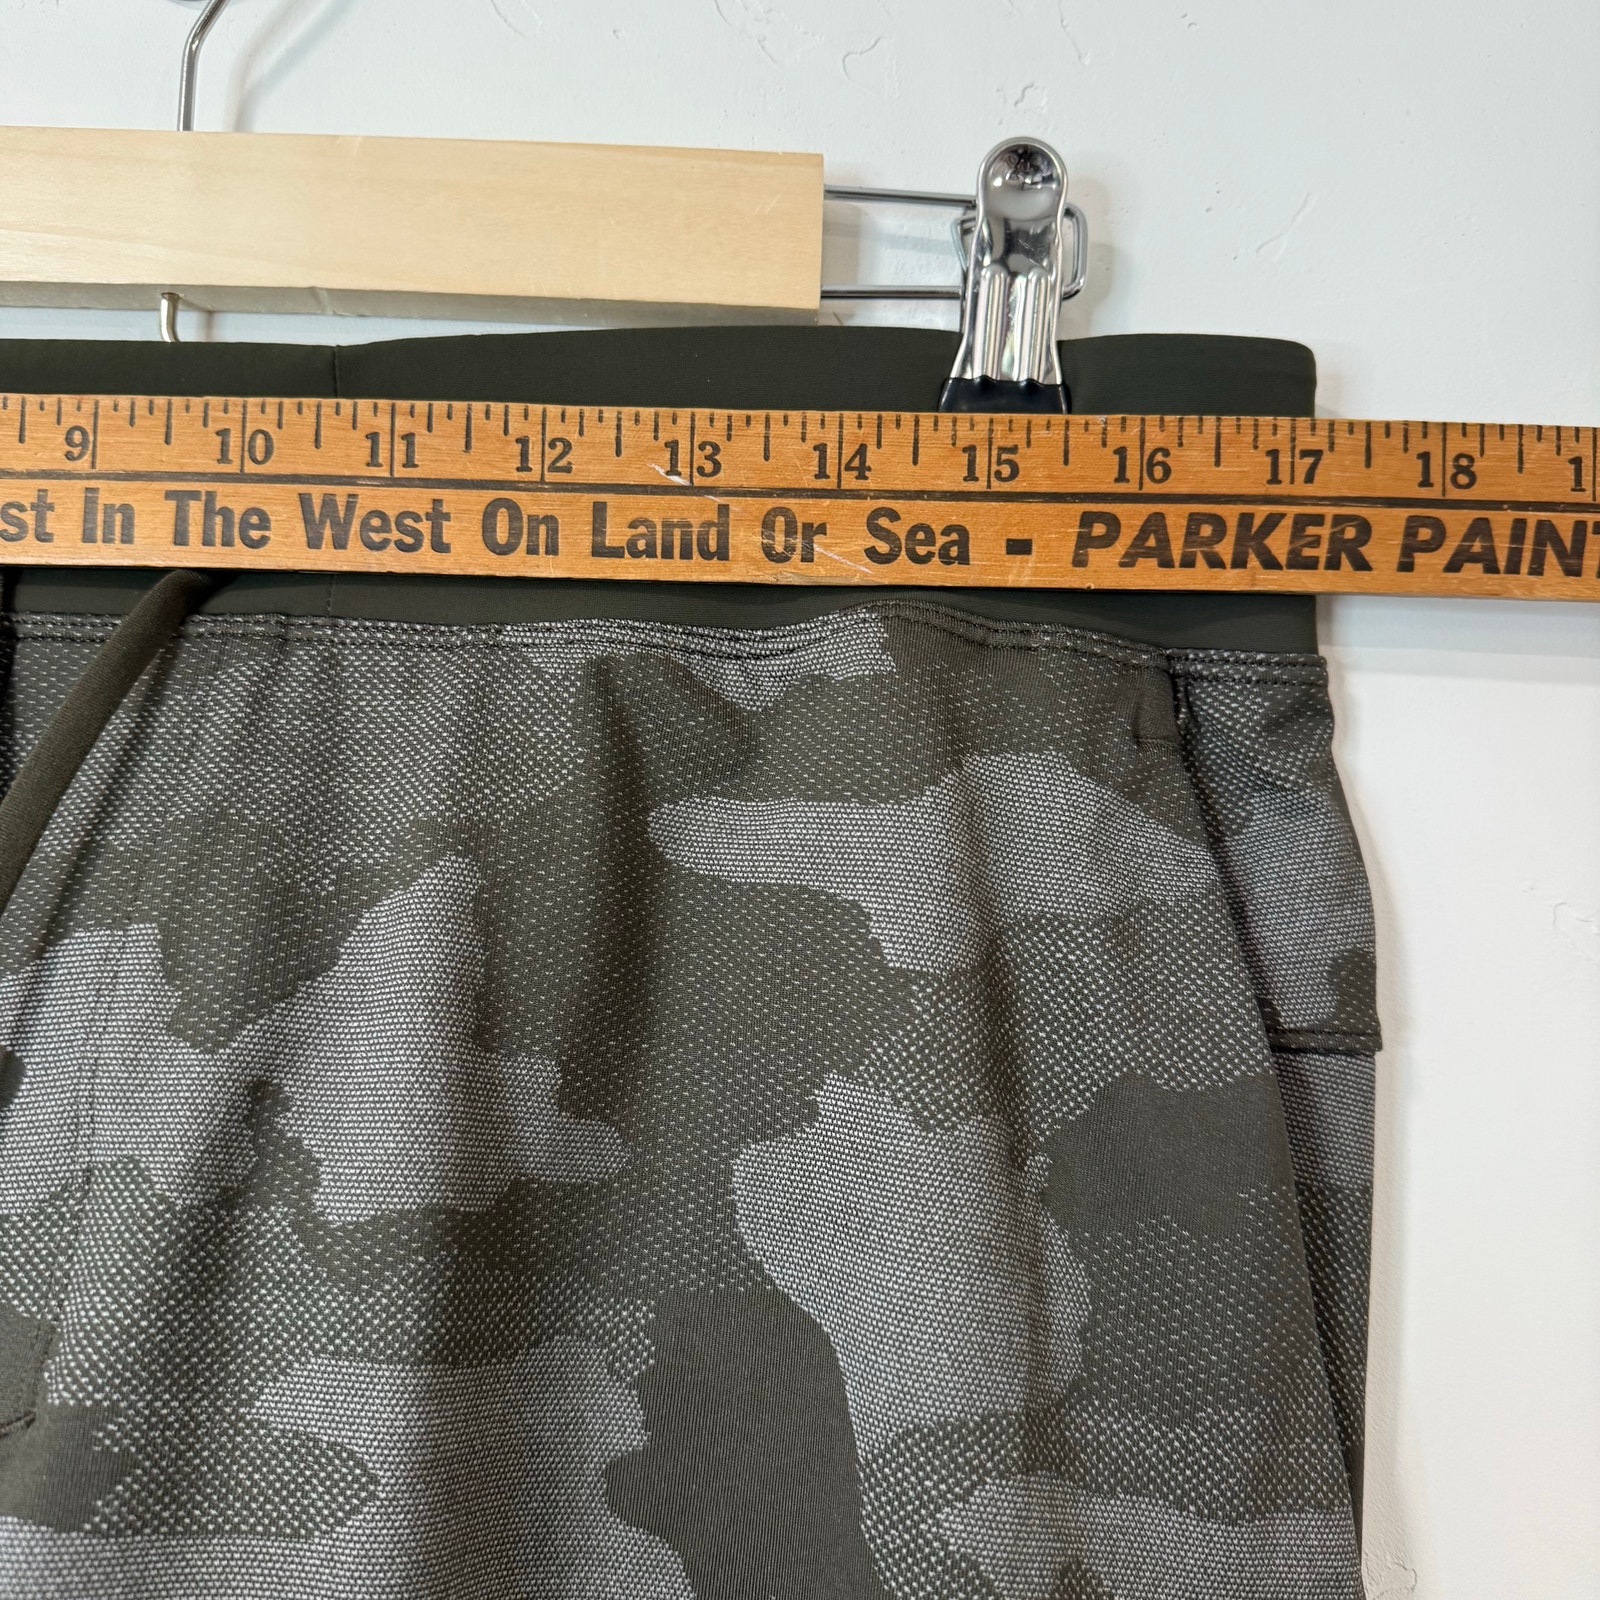 9 10 11 12 13 14 15 16 17 18 1
st In The West On Land Or Sea - PARKER PAINT